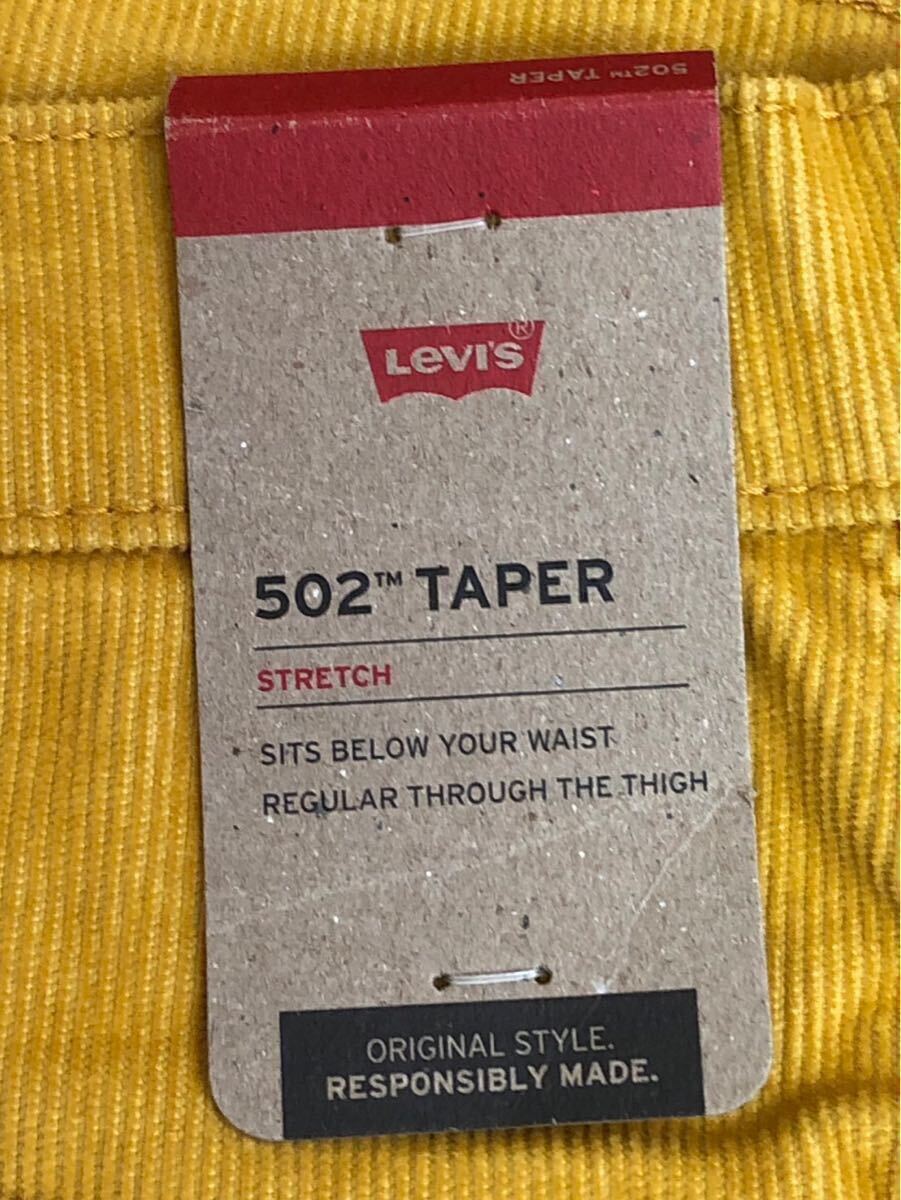 502™ TAPER
LEVI'S®
502™ TAPER
STRETCH
SITS BELOW YOUR WAIST
REGULAR THROUGH THE THIGH
ORIGINAL STYLE.
RESPONSIBLY MADE.